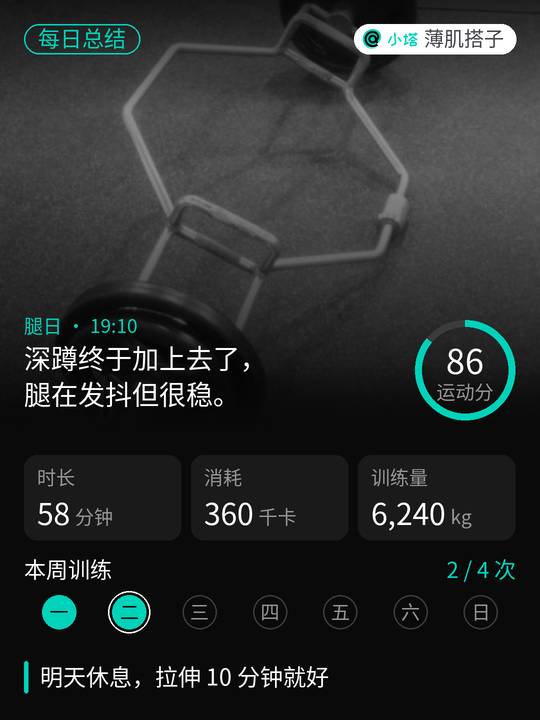 每日总结
小塔 薄肌搭子
腿日 · 19:10
深蹲终于加上去了，
腿在发抖但很稳。
86
运动分
时长
58 分钟
消耗
360 千卡
训练量
6,240 kg
本周训练
2 / 4 次
一 二 三 四 五 六 日
明天休息，拉伸 10 分钟就好